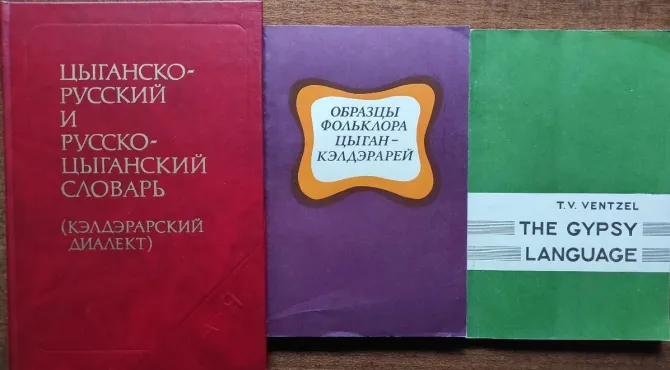 ЦЫГАНСКО-
РУССКИЙ
И
РУССКО-
ЦЫГАНСКИЙ
СЛОВАРЬ
(КЭЛДЭРАРСКИЙ
ДИАЛЕКТ)
ОБРАЗЦЫ
ФОЛЬКЛОРА
ЦЫГАН–
КЭЛДЭРАРЕЙ
T. V. VENTZEL
THE GYPSY
LANGUAGE